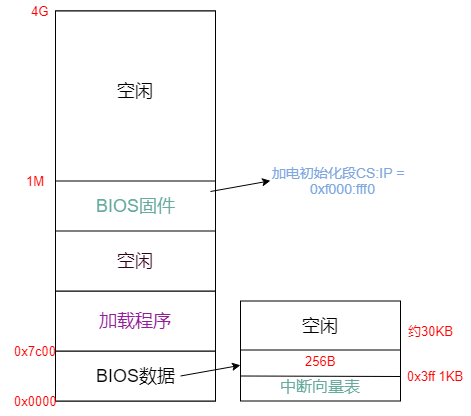 4G
空闲
1M
加电初始化段CS:IP =
0xf000:fff0
BIOS固件
空闲
加载程序
0x7c00
BIOS数据
0x0000
空闲
约30KB
256B
0x3ff 1KB
中断向量表